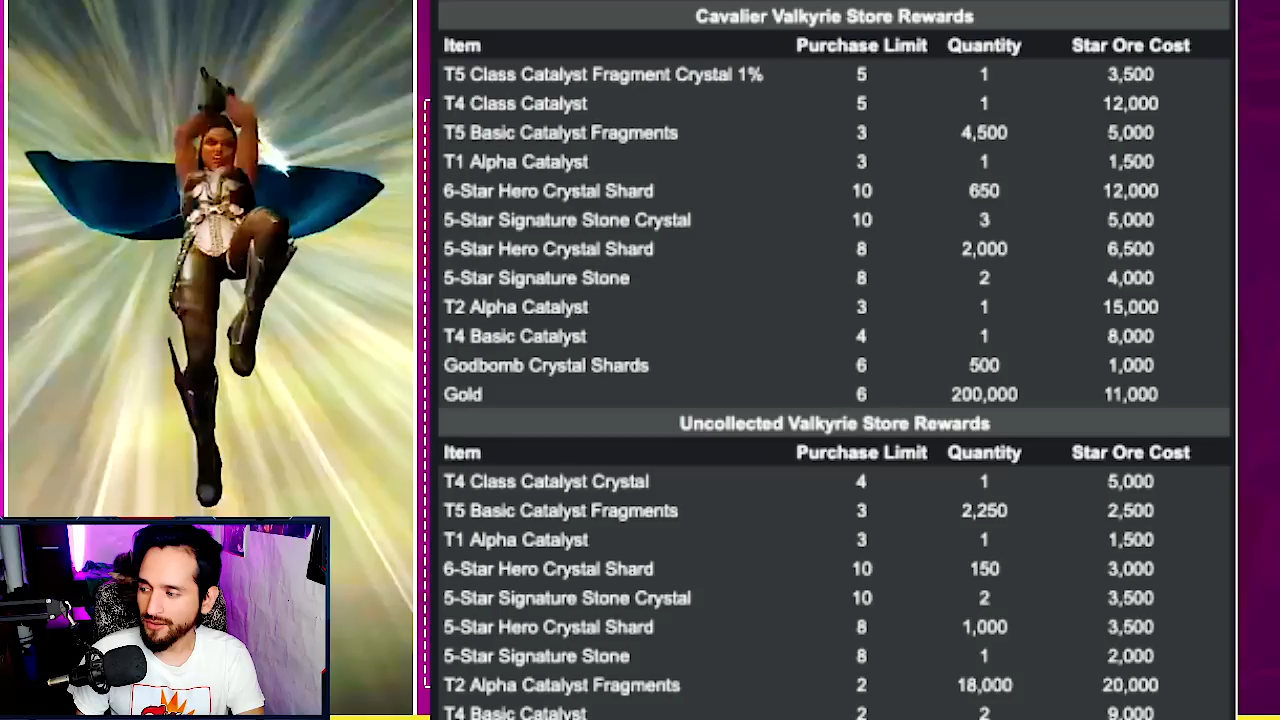 Cavalier Valkyrie Store Rewards
Item Purchase Limit Quantity Star Ore Cost
T5 Class Catalyst Fragment Crystal 1% 5 1 3,500
T4 Class Catalyst 5 1 12,000
T5 Basic Catalyst Fragments 3 4,500 5,000
T1 Alpha Catalyst 3 1 1,500
6-Star Hero Crystal Shard 10 650 12,000
5-Star Signature Stone Crystal 10 3 5,000
5-Star Hero Crystal Shard 8 2,000 6,500
5-Star Signature Stone 8 2 4,000
T2 Alpha Catalyst 3 1 15,000
T4 Basic Catalyst 4 1 8,000
Godbomb Crystal Shards 6 500 1,000
Gold 6 200,000 11,000
Uncollected Valkyrie Store Rewards
Item Purchase Limit Quantity Star Ore Cost
T4 Class Catalyst Crystal 4 1 5,000
T5 Basic Catalyst Fragments 3 2,250 2,500
T1 Alpha Catalyst 3 1 1,500
6-Star Hero Crystal Shard 10 150 3,000
5-Star Signature Stone Crystal 10 2 3,500
5-Star Hero Crystal Shard 8 1,000 3,500
5-Star Signature Stone 8 1 2,000
T2 Alpha Catalyst Fragments 2 18,000 20,000
T4 Basic Catalyst 2 2 9,000